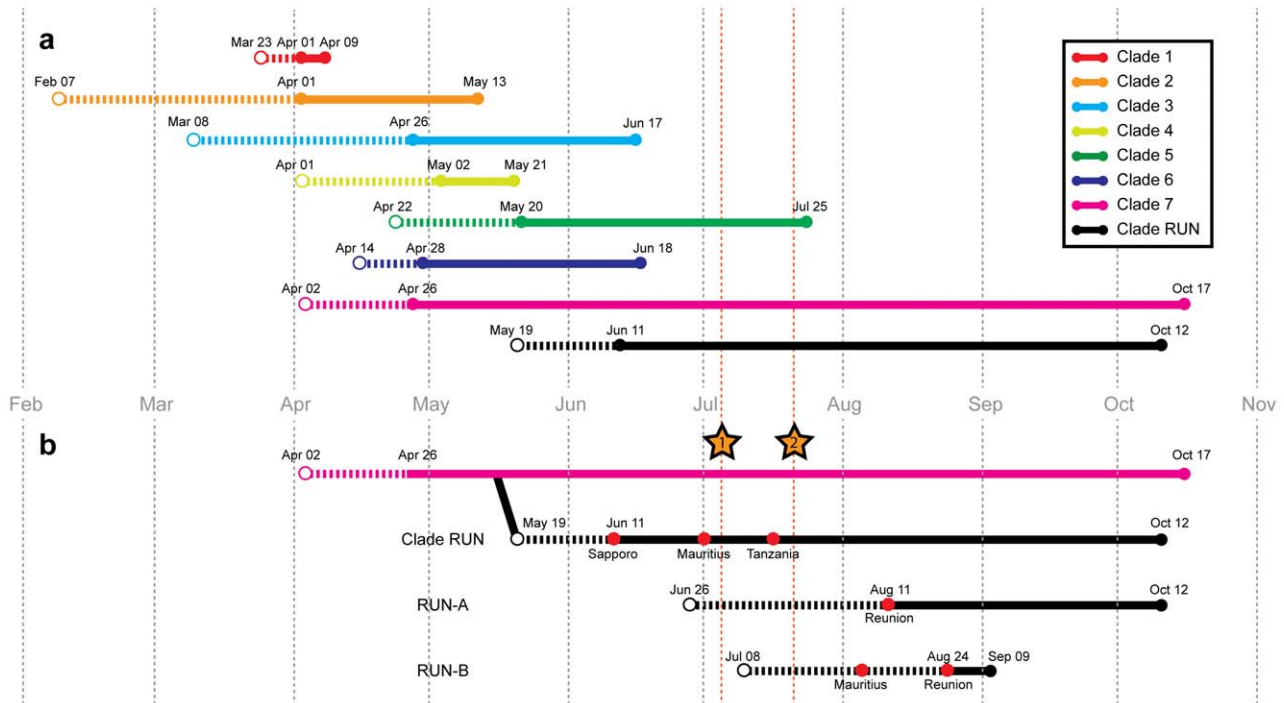 a
Mar 23 Apr 01 Apr 09
Feb 07 Apr 01 May 13
Mar 08 Apr 26 Jun 17
Apr 01 May 02 May 21
Apr 22 May 20 Jul 25
Apr 14 Apr 28 Jun 18
Apr 02 Apr 26 Oct 17
May 19 Jun 11 Oct 12
Clade 1
Clade 2
Clade 3
Clade 4
Clade 5
Clade 6
Clade 7
Clade RUN
Feb Mar Apr May Jun Jul Aug Sep Oct Nov
b
1 2
Apr 02 Apr 26 Oct 17
May 19 Jun 11 Oct 12
Clade RUN
Sapporo Mauritius Tanzania
Jun 26 Aug 11 Oct 12
RUN-A
Reunion
Jul 08 Aug 24 Sep 09
RUN-B
Mauritius Reunion